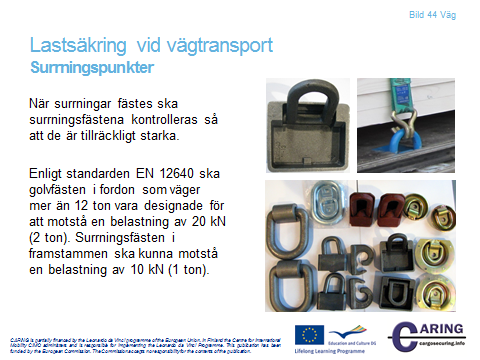 Bild 44 Väg
Lastsäkring vid vägtransport
Surrningspunkter
När surrningar fästes ska
surrningsfästena kontrolleras så
att de är tillräckligt starka.
Enligt standarden EN 12640 ska
golvfästen i fordon som väger
mer än 12 ton vara designade för
att motstå en belastning av 20 kN
(2 ton). Surrningsfästen i
framstammen ska kunna motstå
en belastning av 10 kN (1 ton).
CARING is partially financed by the Leonardo da Vinci programme of the European Union. In Finland the Centre for International
Mobility CIMO administers and is responsible for implementing the Leonardo da Vinci Programme. This publication has been
funded by the European Commission. The Commission accepts no responsibility for the contents of the publication.
Education and Culture DG
Lifelong Learning Programme
CARING
cargosecuring.info